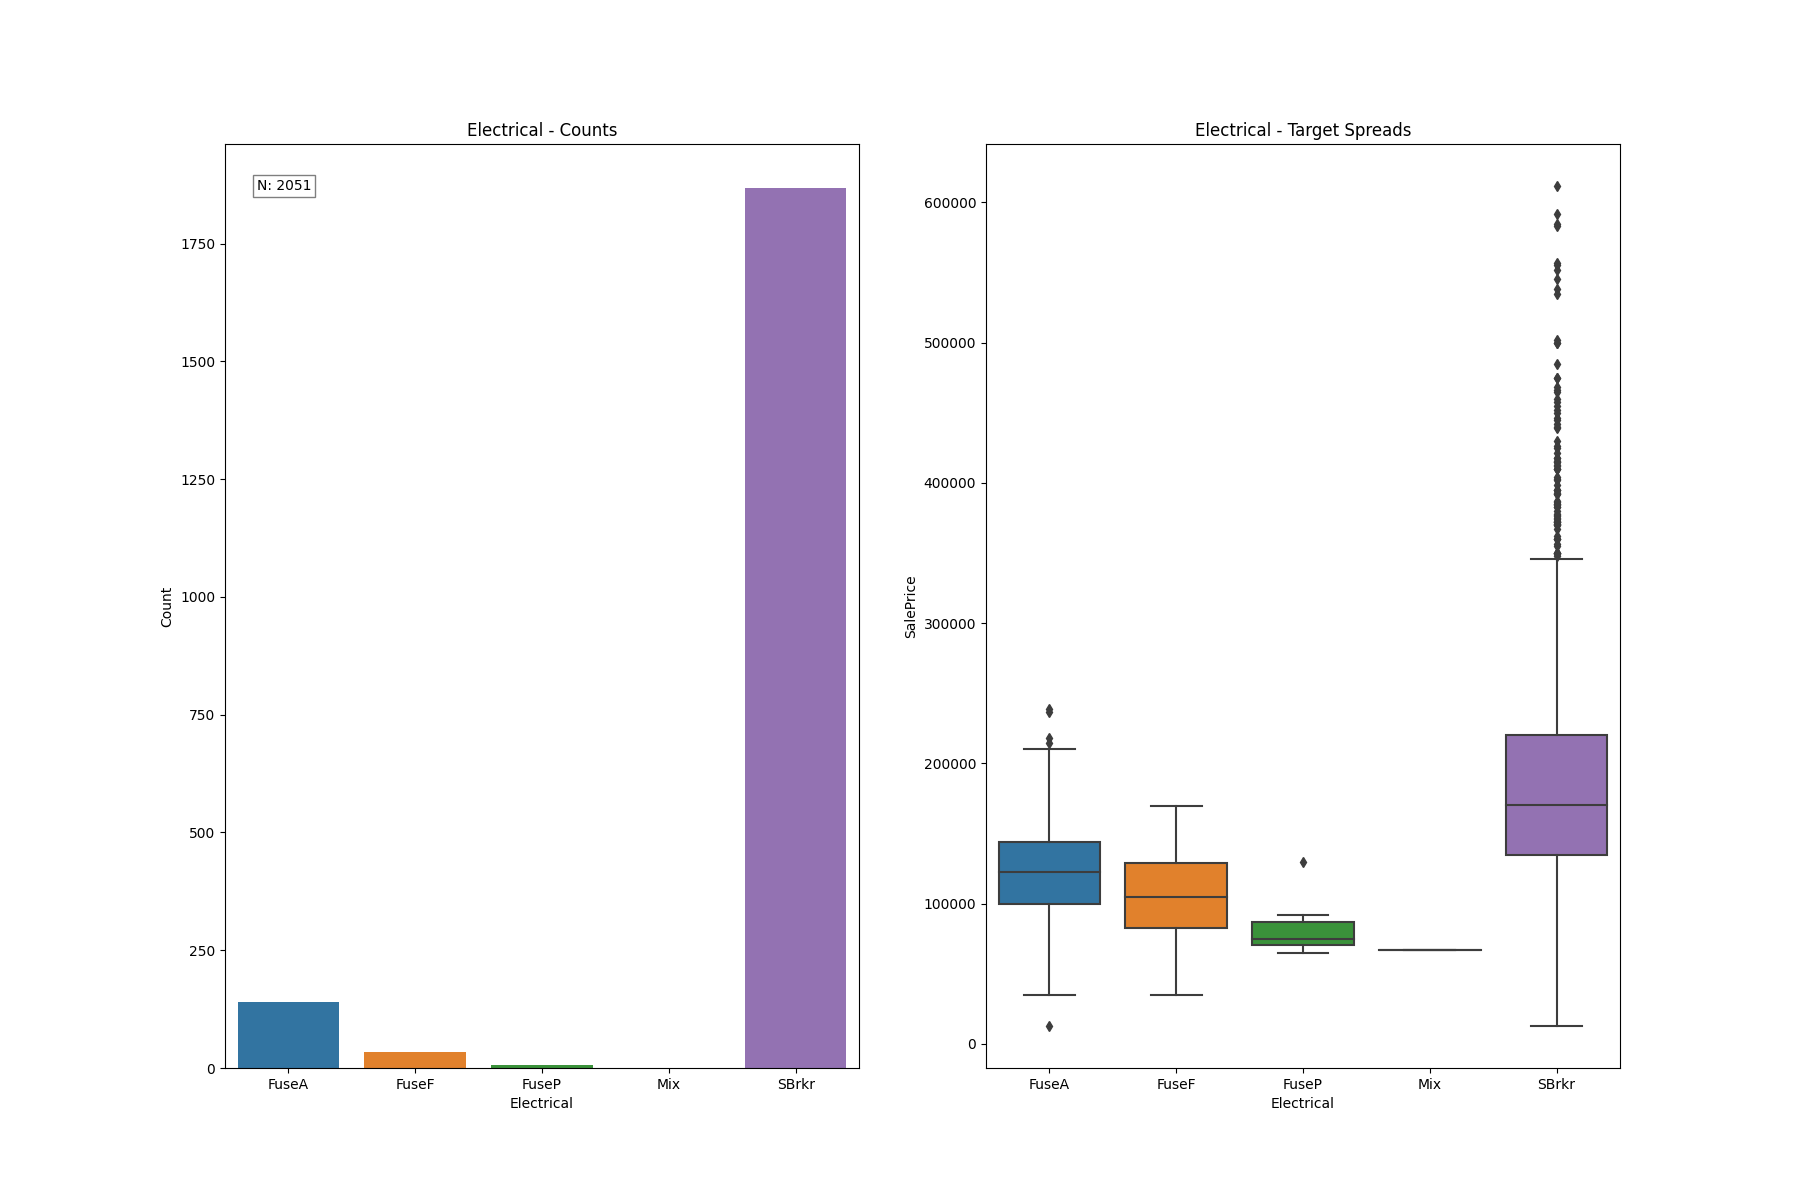 Electrical - Counts
N: 2051
1750
1500
1250
1000
750
500
250
0
Count
FuseA FuseF FuseP Mix SBrkr
Electrical
Electrical - Target Spreads
600000
500000
400000
300000
200000
100000
0
SalePrice
FuseA FuseF FuseP Mix SBrkr
Electrical